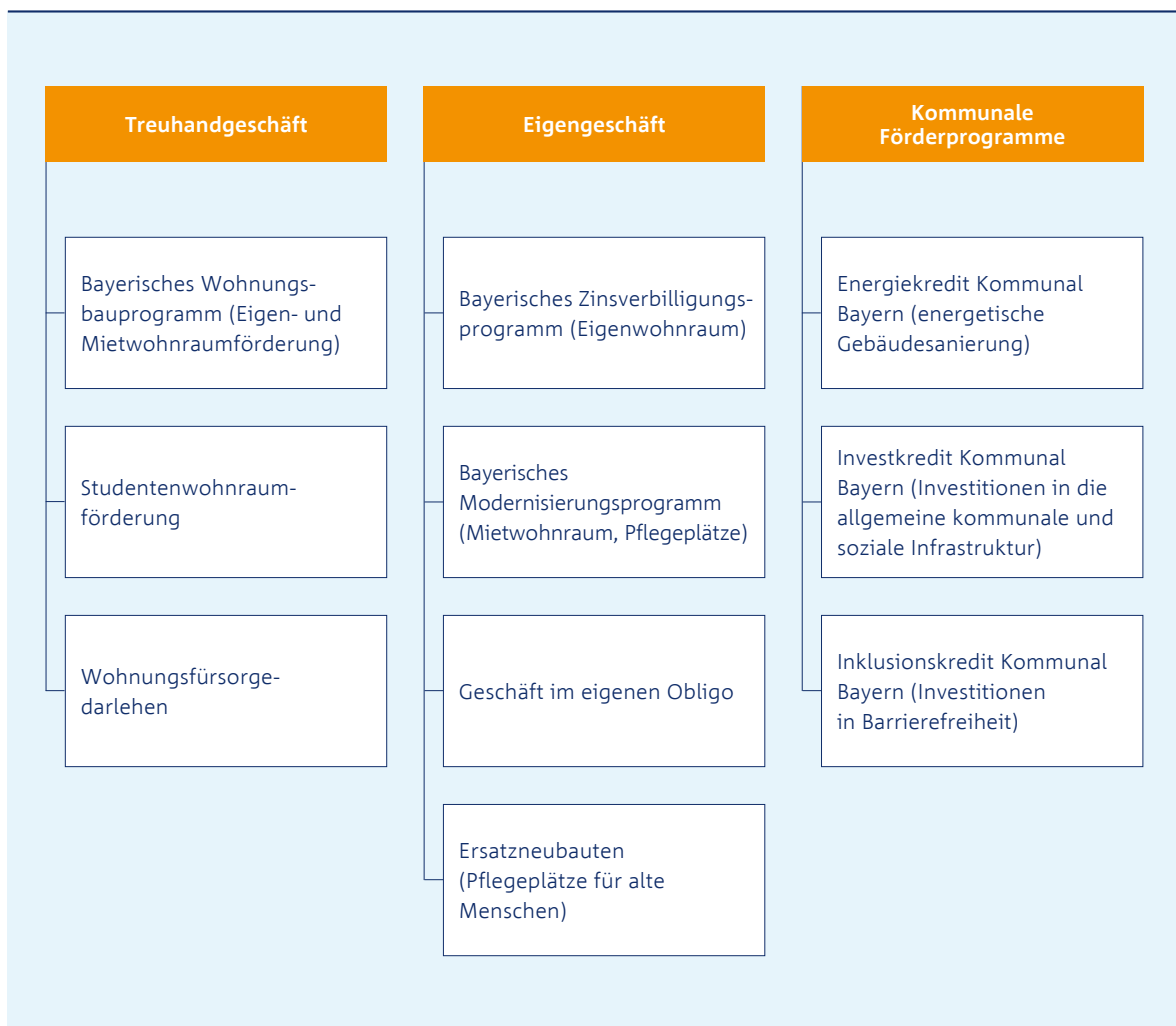 Treuhandgeschäft
Bayerisches Wohnungs-
bauprogramm (Eigen- und
Mietwohnraumförderung)
Studentenwohnraum-
förderung
Wohnungsfürsorge-
darlehen
Eigengeschäft
Bayerisches Zinsverbilligungs-
programm (Eigenwohnraum)
Bayerisches
Modernisierungsprogramm
(Mietwohnraum, Pflegeplätze)
Geschäft im eigenen Obligo
Ersatzneubauten
(Pflegeplätze für alte
Menschen)
Kommunale
Förderprogramme
Energiekredit Kommunal
Bayern (energetische
Gebäudesanierung)
Investkredit Kommunal
Bayern (Investitionen in die
allgemeine kommunale und
soziale Infrastruktur)
Inklusionskredit Kommunal
Bayern (Investitionen
in Barrierefreiheit)